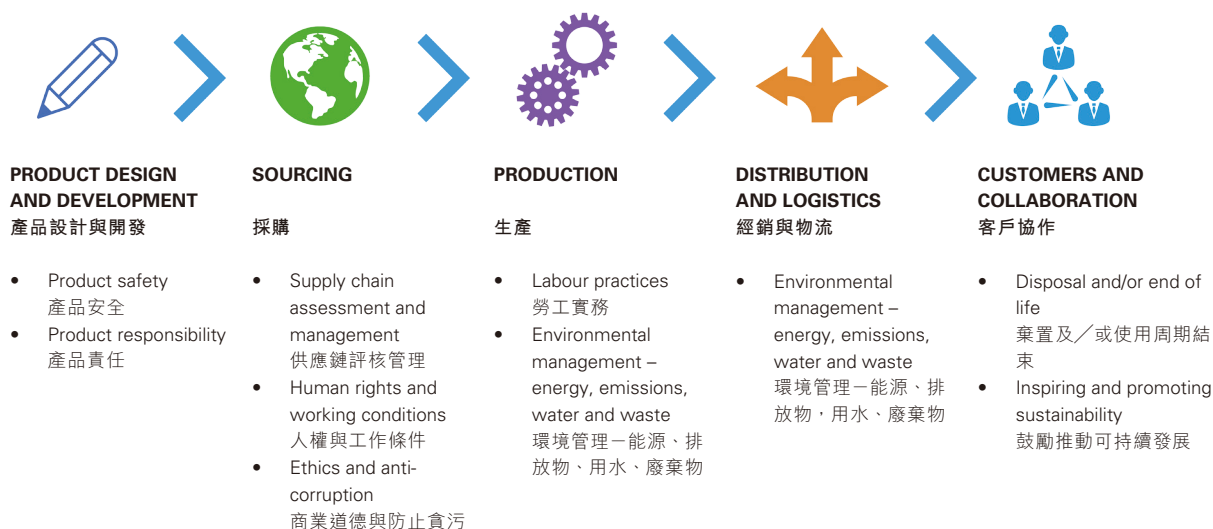 PRODUCT DESIGN
AND DEVELOPMENT
產品設計與開發
• Product safety
產品安全
• Product responsibility
產品責任
SOURCING
採購
• Supply chain
assessment and
management
供應鏈評核管理
• Human rights and
working conditions
人權與工作條件
• Ethics and anti-
corruption
商業道德與防止貪污
PRODUCTION
生產
• Labour practices
勞工實務
• Environmental
management –
energy, emissions,
water and waste
環境管理－能源、排
放物、用水、廢棄物
DISTRIBUTION
AND LOGISTICS
經銷與物流
• Environmental
management –
energy, emissions,
water and waste
環境管理－能源、排
放物，用水、廢棄物
CUSTOMERS AND
COLLABORATION
客戶協作
• Disposal and/or end of
life
棄置及／或使用周期結
束
• Inspiring and promoting
sustainability
鼓勵推動可持續發展